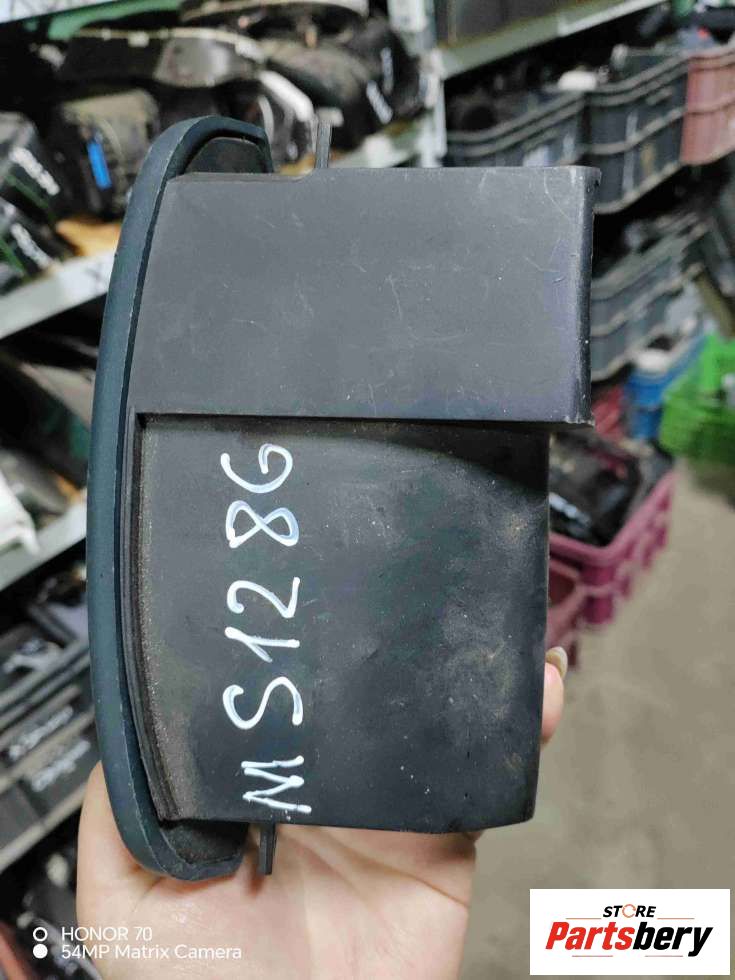 MS1286
HONOR 70
54MP Matrix Camera
STORE
Partsbery